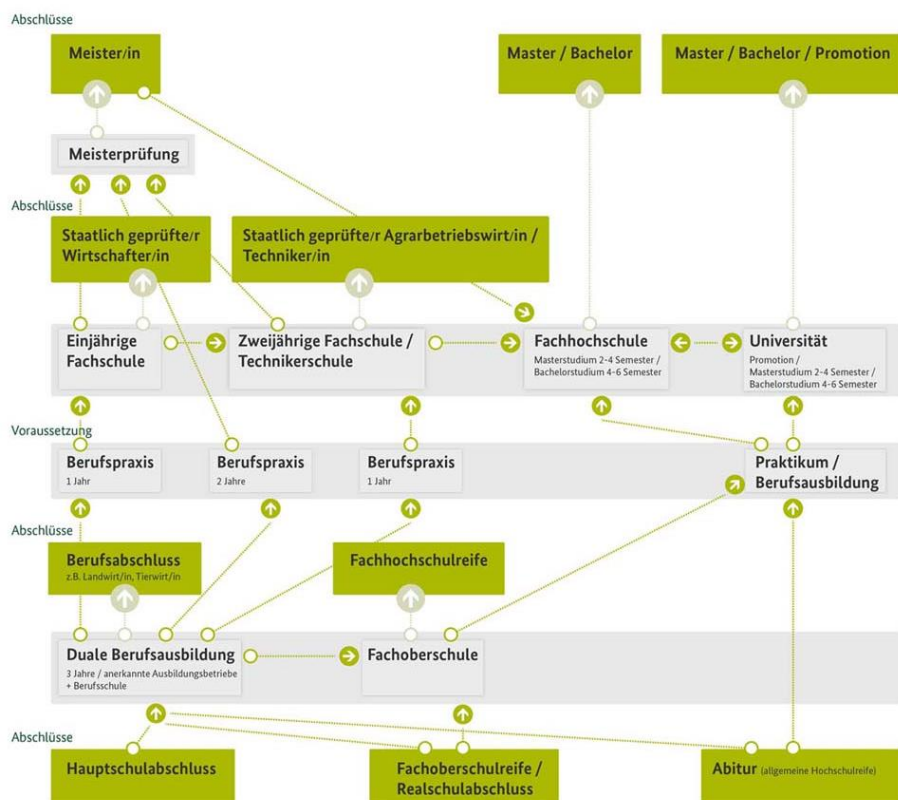 Abschlüsse
Meister/in
Master / Bachelor
Master / Bachelor / Promotion
Meisterprüfung
Abschlüsse
Staatlich geprüfte/r
Wirtschafter/in
Staatlich geprüfte/r Agrarbetriebswirt/in /
Techniker/in
Einjährige
Fachschule
Zweijährige Fachschule /
Technikerschule
Fachhochschule
Masterstudium 2-4 Semester /
Bachelorstudium 4-6 Semester
Universität
Promotion /
Masterstudium 2-4 Semester /
Bachelorstudium 4-6 Semester
Voraussetzung
Berufspraxis
1 Jahr
Berufspraxis
2 Jahre
Berufspraxis
1 Jahr
Praktikum /
Berufsausbildung
Abschlüsse
Berufsabschluss
z.B. Landwirt/in, Tierwirt/in
Fachhochschulreife
Duale Berufsausbildung
3 Jahre / anerkannte Ausbildungsbetriebe
+ Berufsschule
Fachoberschule
Abschlüsse
Hauptschulabschluss
Fachoberschulreife /
Realschulabschluss
Abitur (allgemeine Hochschulreife)